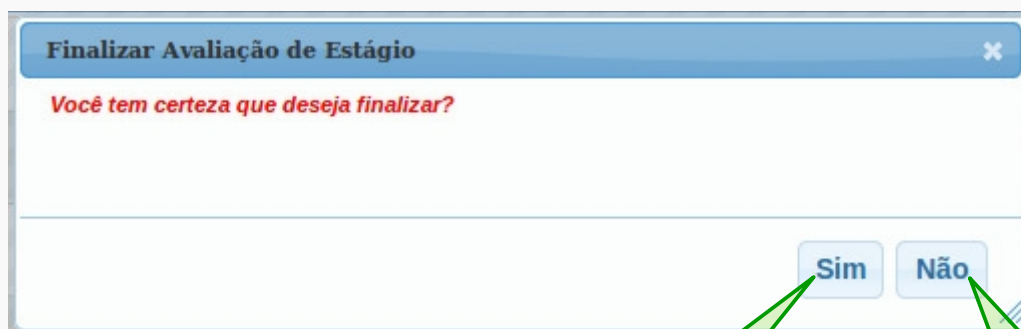 Finalizar Avaliação de Estágio
Você tem certeza que deseja finalizar?
Sim Não